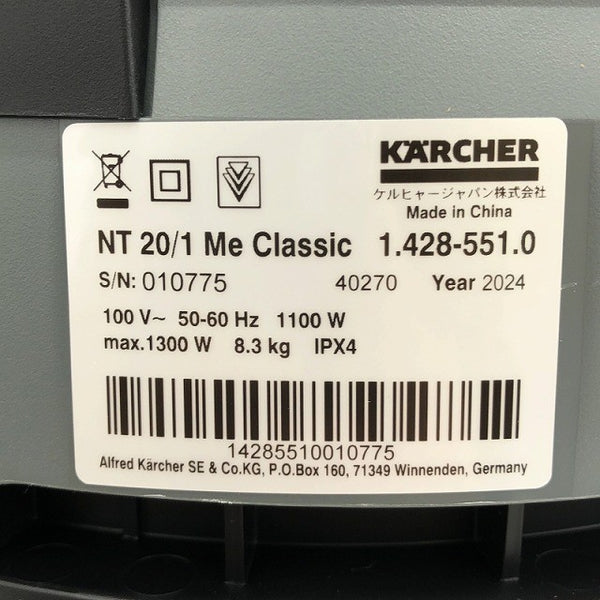 KÄRCHER
ケルヒャージャパン株式会社
Made in China
NT 20/1 Me Classic 1.428-551.0
S/N: 010775 40270 Year 2024
100 V~ 50-60 Hz 1100 W
max.1300 W 8.3 kg IPX4
14285510010775
Alfred Kärcher SE & Co.KG, P.O.Box 160, 71349 Winnenden, Germany